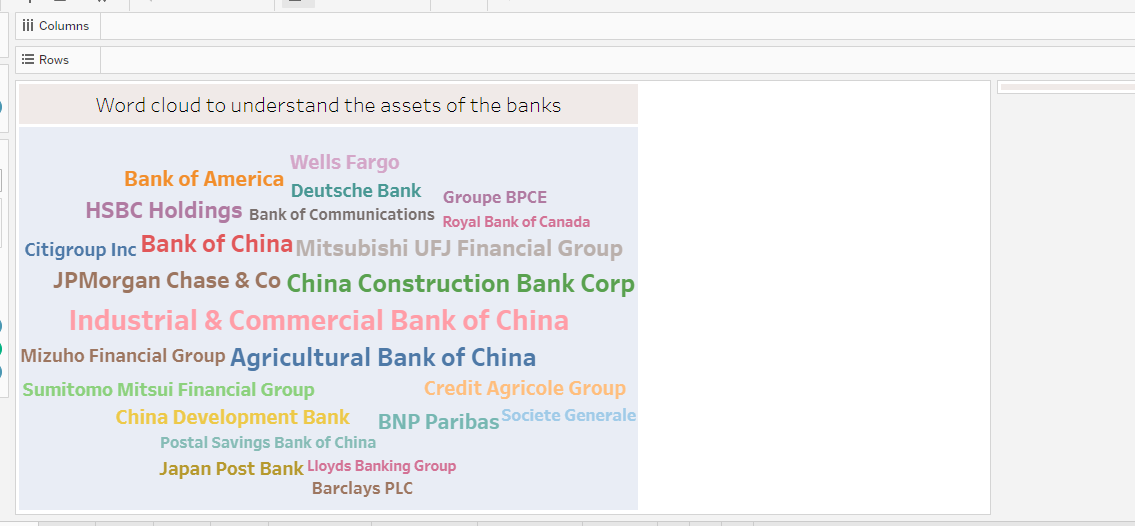 Columns
Rows
Word cloud to understand the assets of the banks
Wells Fargo
Bank of America
Deutsche Bank
Groupe BPCE
HSBC Holdings
Bank of Communications
Royal Bank of Canada
Citigroup Inc
Bank of China
Mitsubishi UFJ Financial Group
JPMorgan Chase & Co
China Construction Bank Corp
Industrial & Commercial Bank of China
Mizuho Financial Group
Agricultural Bank of China
Sumitomo Mitsui Financial Group
Credit Agricole Group
China Development Bank
BNP Paribas
Societe Generale
Postal Savings Bank of China
Japan Post Bank
Lloyds Banking Group
Barclays PLC